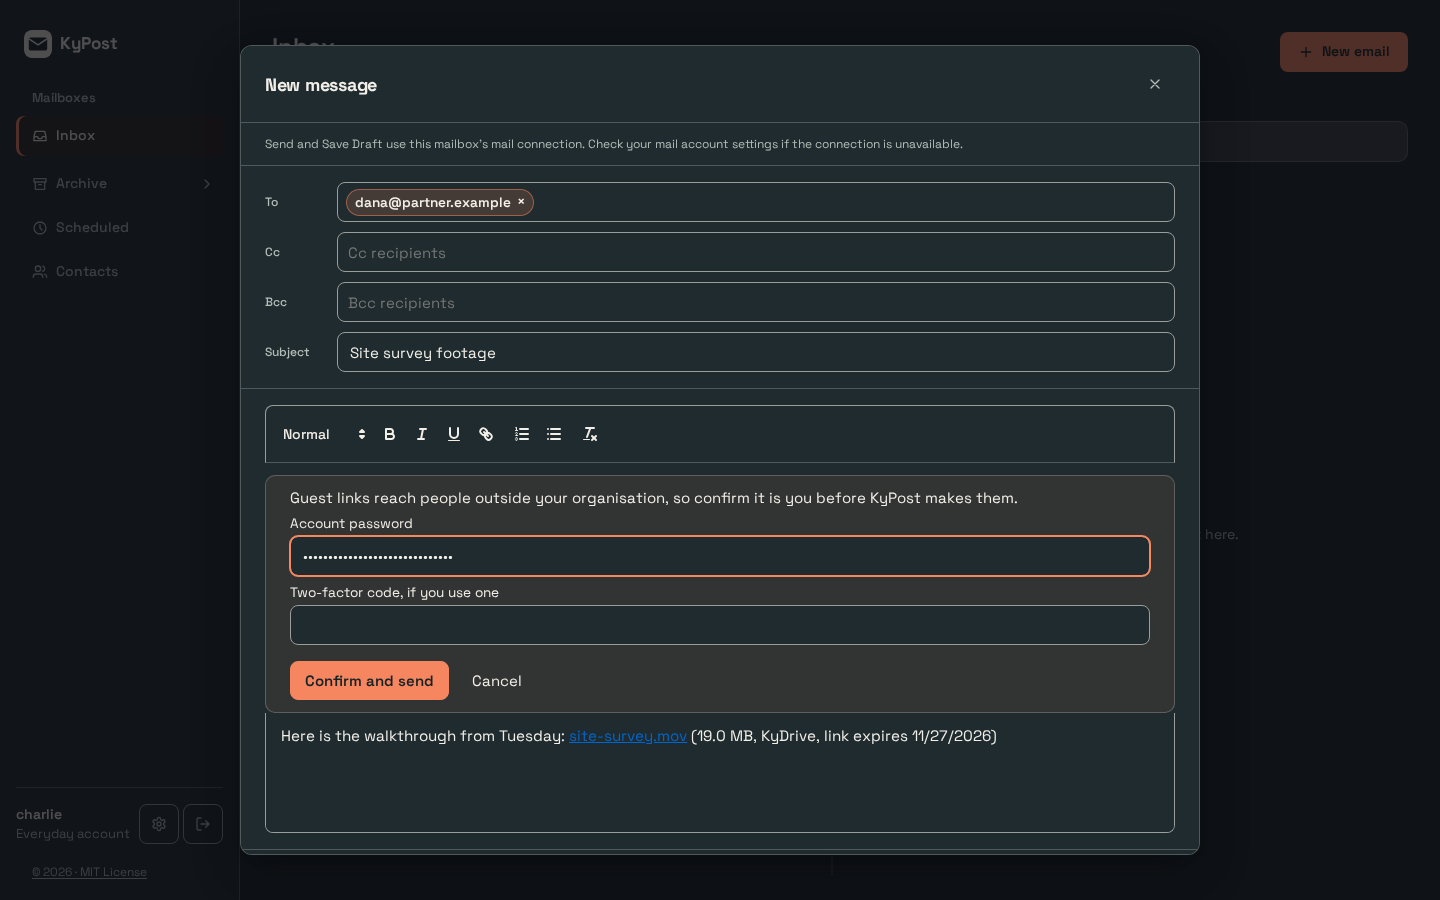 KyPost
Mailboxes
Inbox
Archive
Scheduled
Contacts
charlie
Everyday account
© 2026 · MIT License
Inbox
New email
here.
New message
Send and Save Draft use this mailbox's mail connection. Check your mail account settings if the connection is unavailable.
To
dana@partner.example ×
Cc
Cc recipients
Bcc
Bcc recipients
Subject
Site survey footage
Normal
Guest links reach people outside your organisation, so confirm it is you before KyPost makes them.
Account password
••••••••••••••••••••••••••••••
Two-factor code, if you use one
Confirm and send
Cancel
Here is the walkthrough from Tuesday: site-survey.mov (19.0 MB, KyDrive, link expires 11/27/2026)